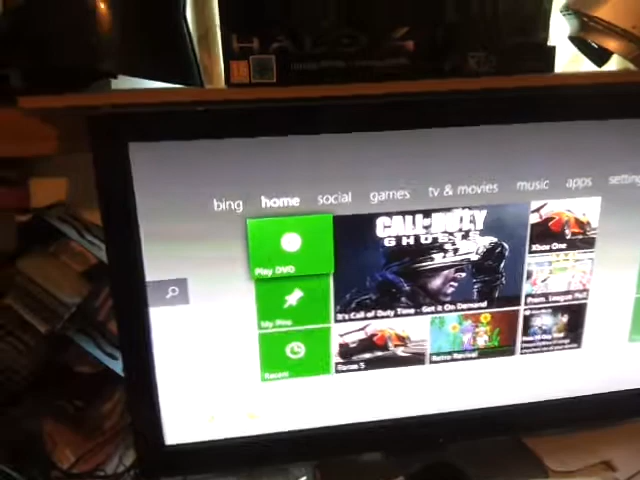 HALO 4
bing home social games tv & movies music apps setting
Play DVD
CALL OF DUTY
GHOSTS
It's Call of Duty Time - Get It On Demand
Xbox One
My Pins
Recent
Forza 5
Retro Revival